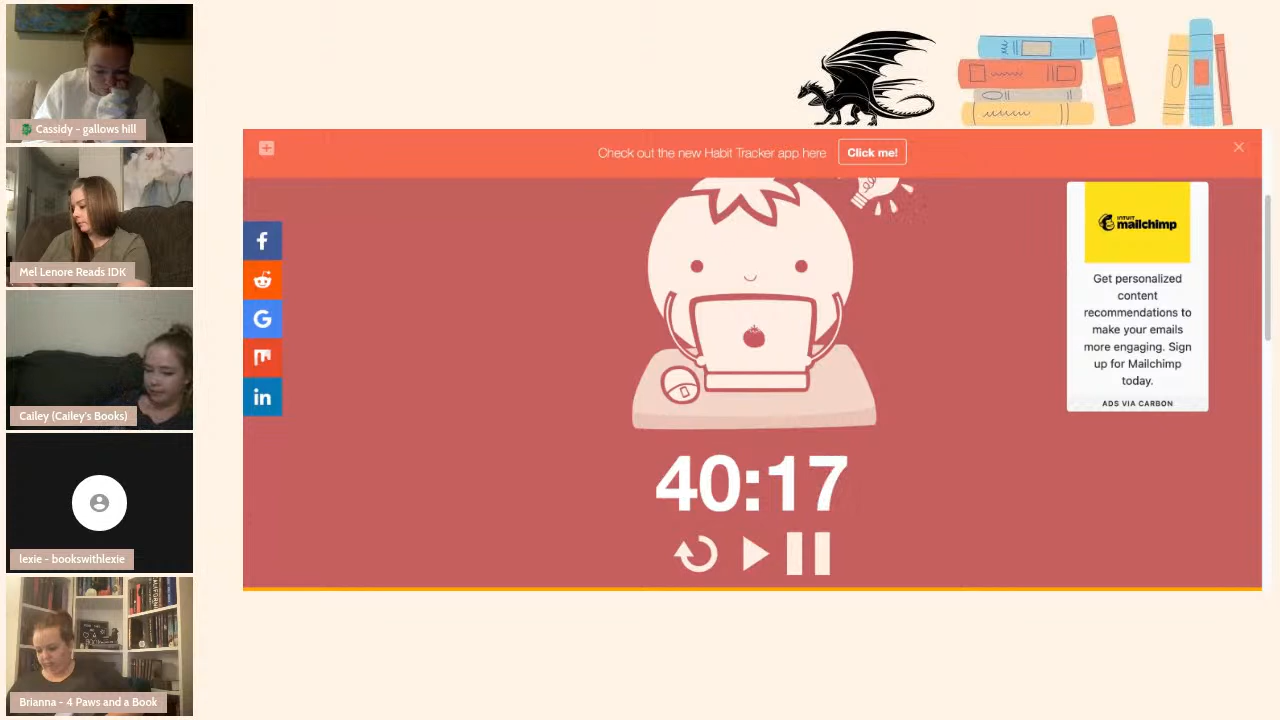 🐉 Cassidy - gallows hill
Mel Lenore Reads IDK
Cailey (Cailey's Books)
lexie - bookswithlexie
Brianna - 4 Paws and a Book
Check out the new Habit Tracker app here
Click me!
INTUIT
mailchimp
Get personalized
content
recommendations to
make your emails
more engaging. Sign
up for Mailchimp
today.
ADS VIA CARBON
40:17